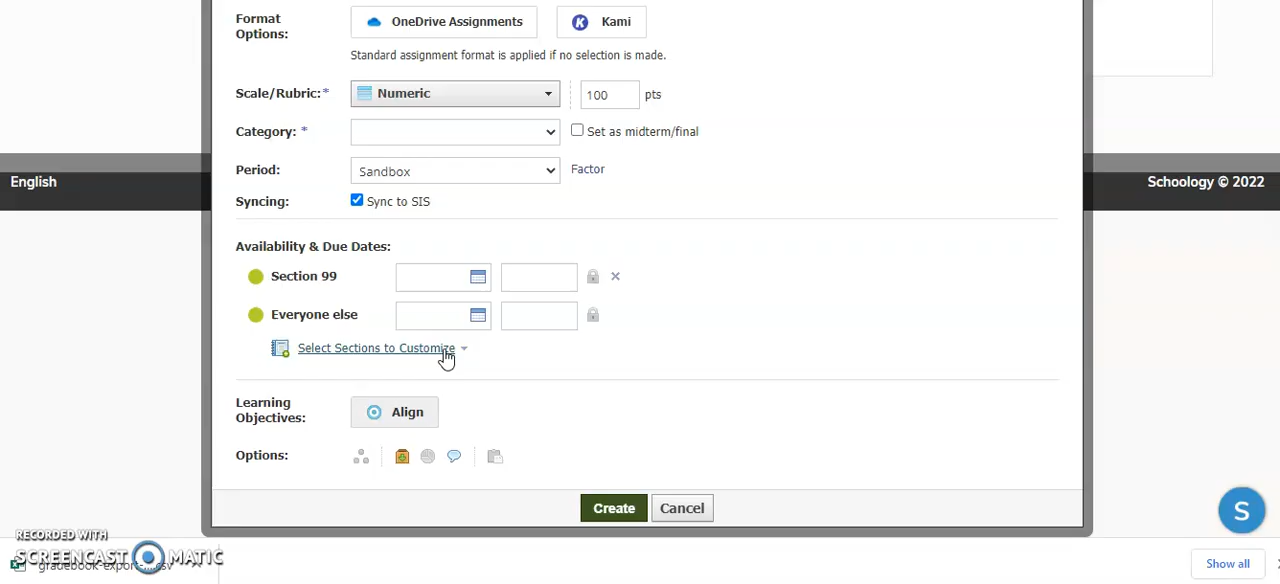 Format
Options:
OneDrive Assignments
K Kami
Standard assignment format is applied if no selection is made.
Scale/Rubric:* Numeric 100 pts
Category: * Set as midterm/final
Period: Sandbox Factor
Syncing: Sync to SIS
English
Schoology © 2022
Availability & Due Dates:
Section 99
Everyone else
Select Sections to Customize
Learning
Objectives:
Align
Options:
Create Cancel
S
RECORDED WITH
SCREENCAST MATIC
gradebook-export-....csv
Show all